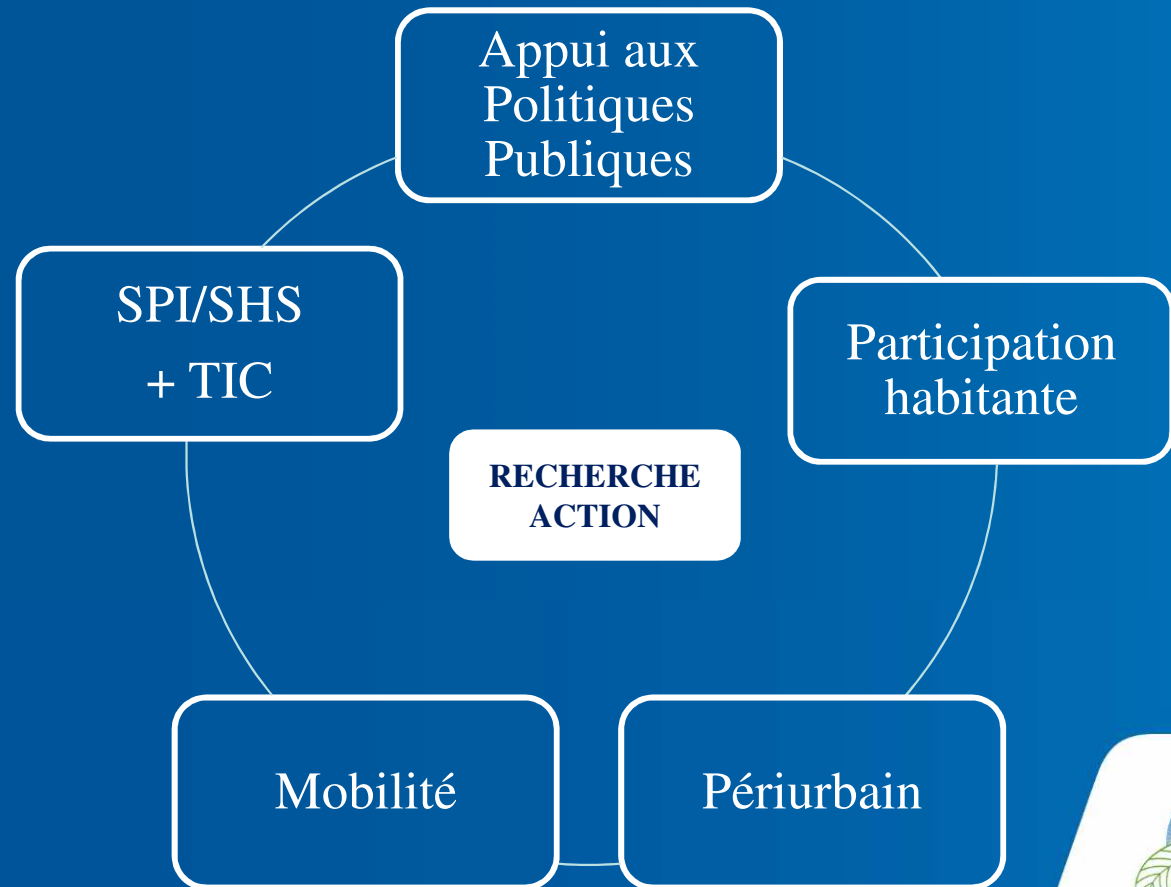 Appui aux
Politiques
Publiques
SPI/SHS
+ TIC
Participation
habitante
RECHERCHE
ACTION
Mobilité
Périurbain